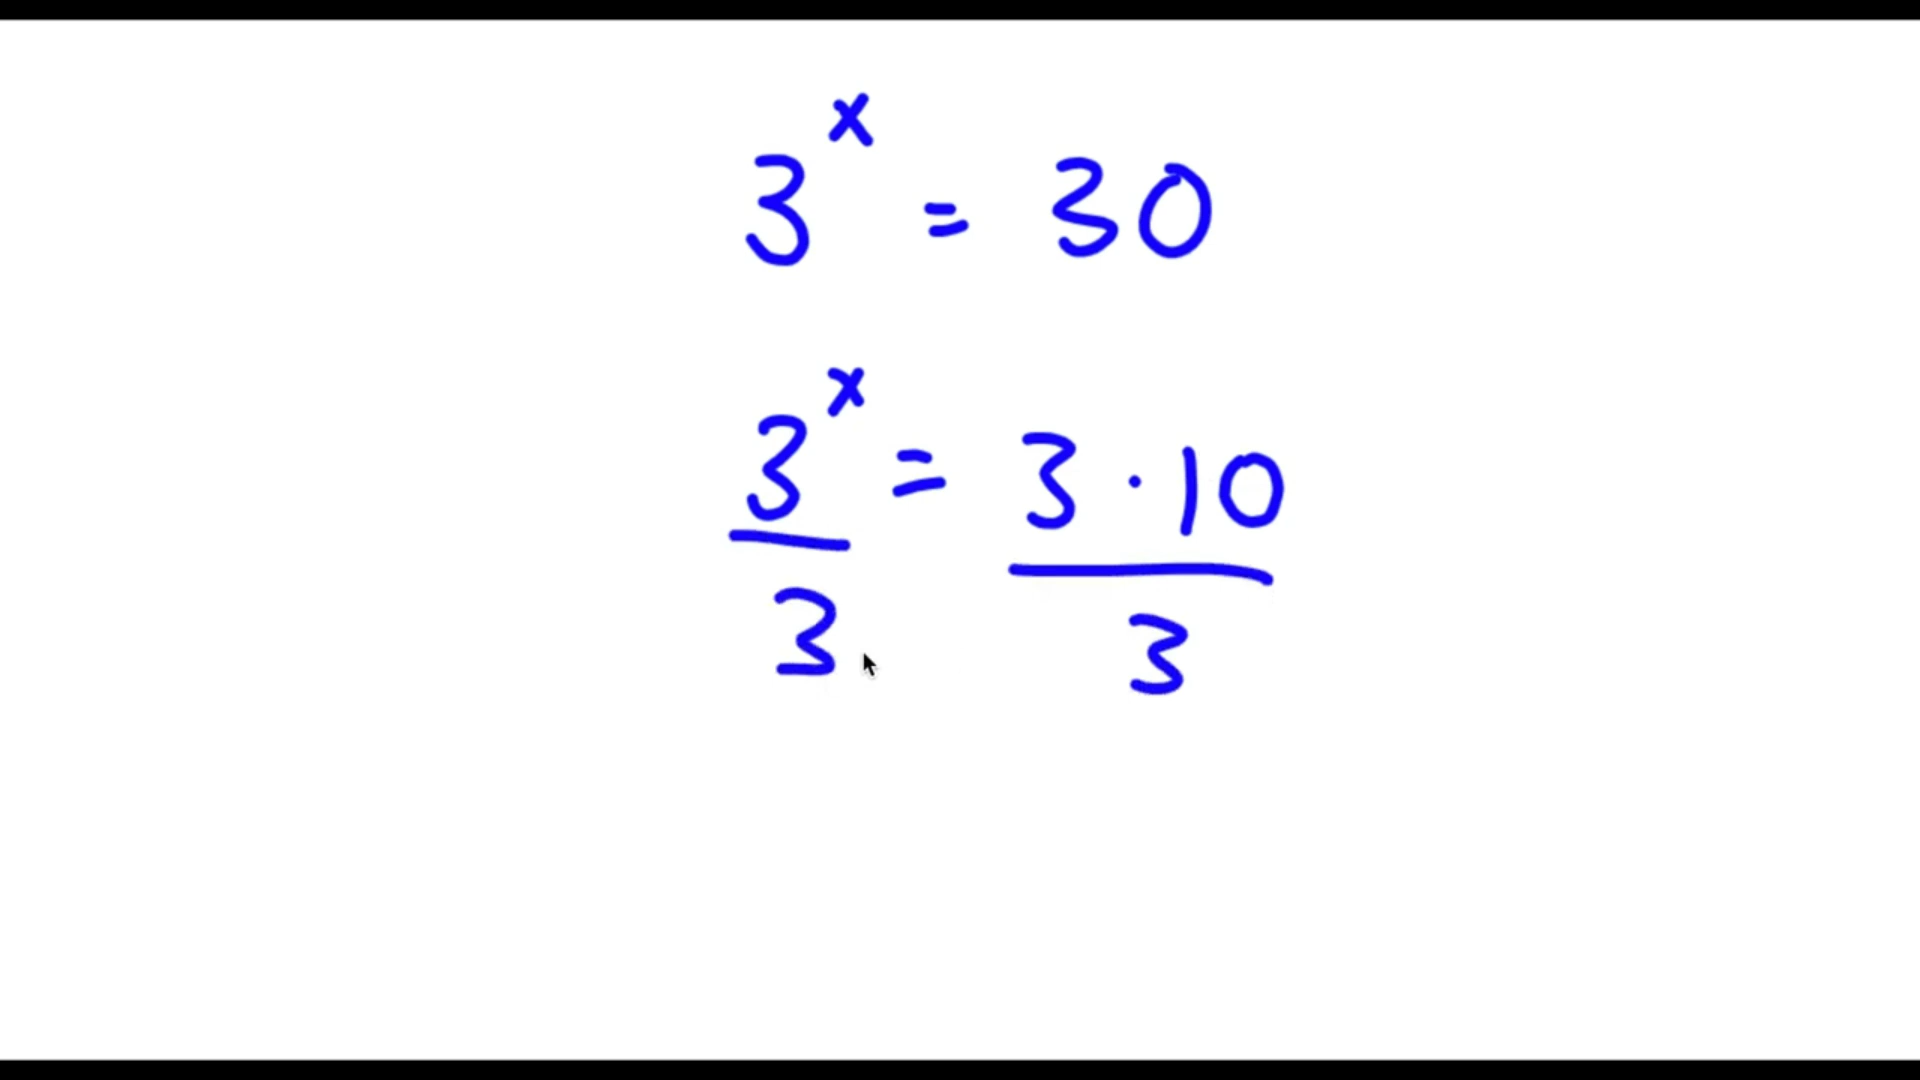 3^x = 30
3^x/3 = 3·10/3